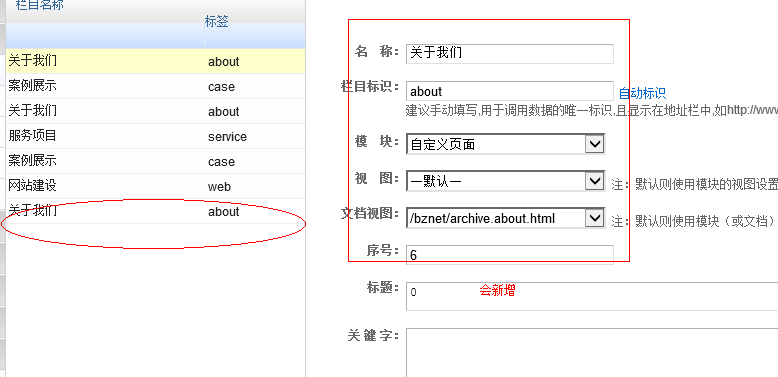 栏目名称
标签
关于我们 about
案例展示 case
关于我们 about
服务项目 service
案例展示 case
网站建设 web
关于我们 about
名 称： 关于我们
栏目标识： about 自动标识
建议手动填写,用于调用数据的唯一标识,且显示在地址栏中,如http://www
模 块： 自定义页面
视 图： —默认— 注：默认则使用模块的视图设置
文档视图： /bznet/archive.about.html 注：默认则使用模块（或文档）
序号： 6
标题： 0 会新增
关 键 字：